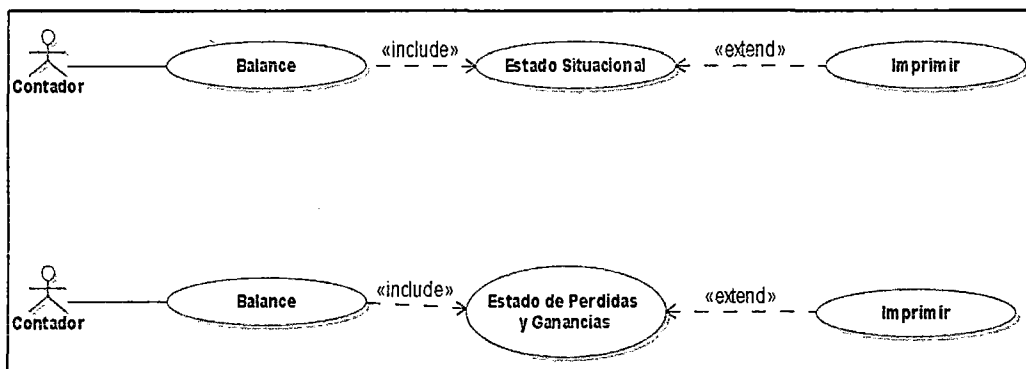 «include»
«extend»
Balance
Estado Situacional
Imprimir
Contador
«include»
«extend»
Balance
Estado de Perdidas
y Ganancias
Imprimir
Contador